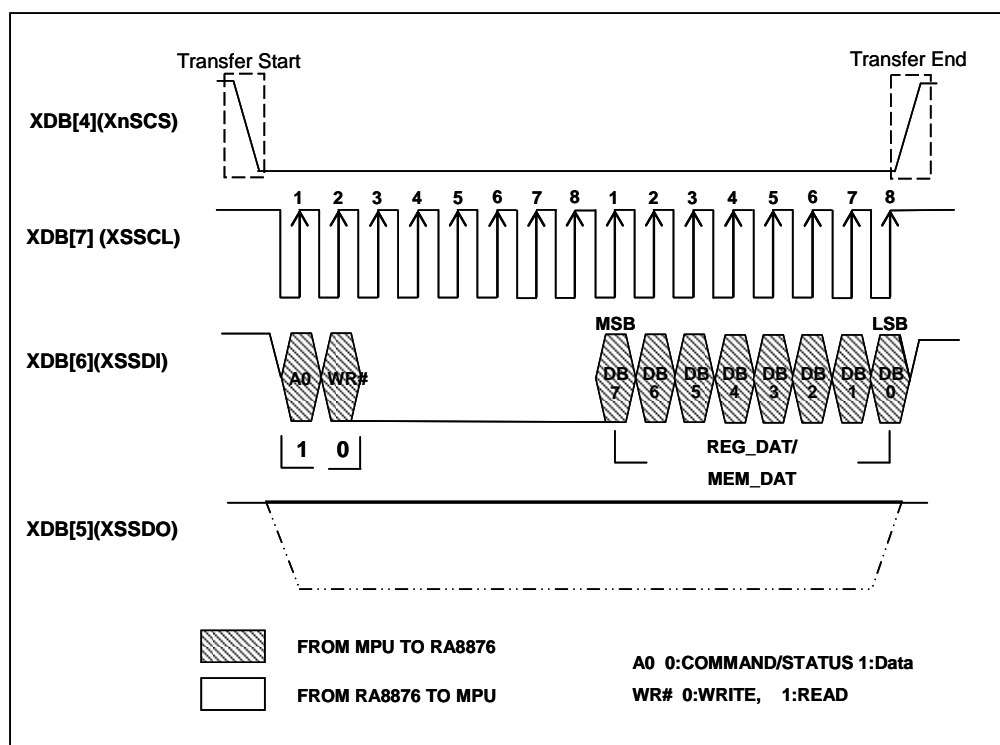 Transfer Start
Transfer End
XDB[4](XnSCS)
1 2 3 4 5 6 7 8 1 2 3 4 5 6 7 8
XDB[7] (XSSCL)
MSB LSB
XDB[6](XSSDI)
A0 WR# DB 7 DB 6 DB 5 DB 4 DB 3 DB 2 DB 1 DB 0
1 0
REG_DAT/
MEM_DAT
XDB[5](XSSDO)
FROM MPU TO RA8876
A0 0:COMMAND/STATUS 1:Data
FROM RA8876 TO MPU
WR# 0:WRITE, 1:READ